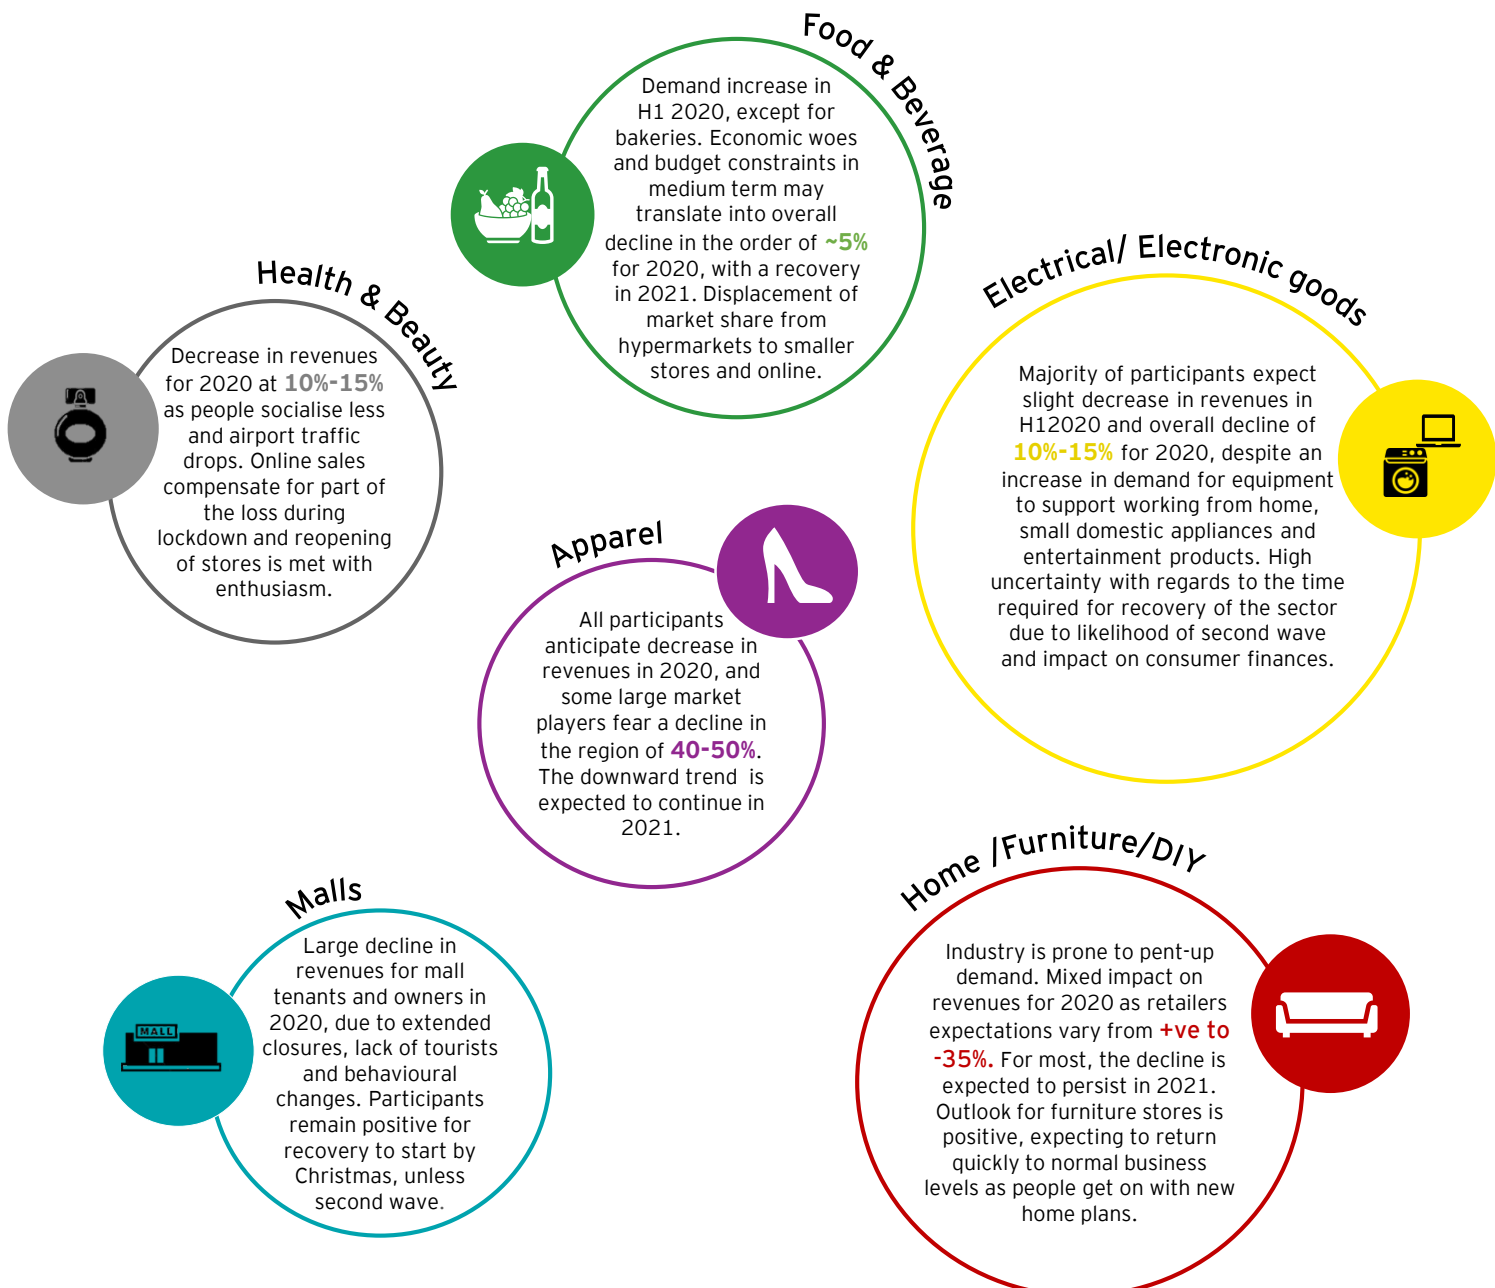 Food & Beverage
Demand increase in
H1 2020, except for
bakeries. Economic woes
and budget constraints in
medium term may
translate into overall
decline in the order of ~5%
for 2020, with a recovery
in 2021. Displacement of
market share from
hypermarkets to smaller
stores and online.
Health & Beauty
Decrease in revenues
for 2020 at 10%-15%
as people socialise less
and airport traffic
drops. Online sales
compensate for part of
the loss during
lockdown and reopening
of stores is met with
enthusiasm.
Electrical/ Electronic goods
Majority of participants expect
slight decrease in revenues in
H12020 and overall decline of
10%-15% for 2020, despite an
increase in demand for equipment
to support working from home,
small domestic appliances and
entertainment products. High
uncertainty with regards to the time
required for recovery of the sector
due to likelihood of second wave
and impact on consumer finances.
Apparel
All participants
anticipate decrease in
revenues in 2020, and
some large market
players fear a decline in
the region of 40-50%.
The downward trend  is
expected to continue in
2021.
Malls
MALL
Large decline in
revenues for mall
tenants and owners in
2020, due to extended
closures, lack of tourists
and behavioural
changes. Participants
remain positive for
recovery to start by
Christmas, unless
second wave.
Home /Furniture/DIY
Industry is prone to pent-up
demand. Mixed impact on
revenues for 2020 as retailers
expectations vary from +ve to
-35%. For most, the decline is
expected to persist in 2021.
Outlook for furniture stores is
positive, expecting to return
quickly to normal business
levels as people get on with new
home plans.